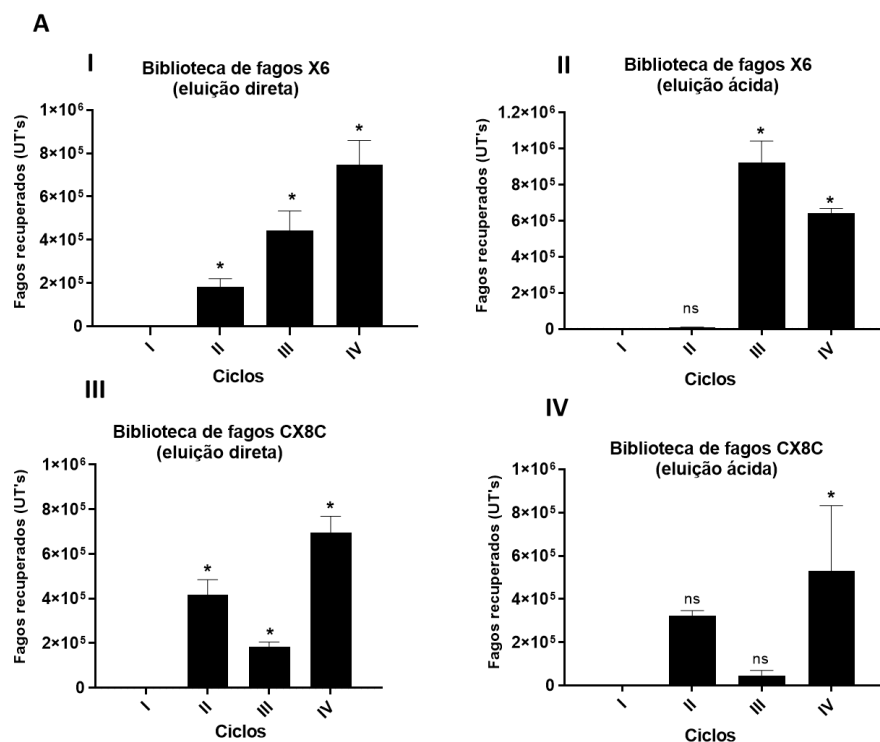 A
I
Biblioteca de fagos X6
(eluição direta)
Fagos recuperados (UT's)
1×10⁶
8×10⁵
6×10⁵
4×10⁵
2×10⁵
0
*
*
*
I
II
III
IV
Ciclos
II
Biblioteca de fagos X6
(eluição ácida)
Fagos recuperados (UT's)
1.2×10⁶
1×10⁶
8×10⁵
6×10⁵
4×10⁵
2×10⁵
0
ns
*
*
I
II
III
IV
Ciclos
III
Biblioteca de fagos CX8C
(eluição direta)
Fagos recuperados (UT's)
1×10⁶
8×10⁵
6×10⁵
4×10⁵
2×10⁵
0
*
*
*
I
II
III
IV
Ciclos
IV
Biblioteca de fagos CX8C
(eluição ácida)
Fagos recuperados (UT's)
1×10⁶
8×10⁵
6×10⁵
4×10⁵
2×10⁵
0
ns
ns
*
I
II
III
IV
Ciclos